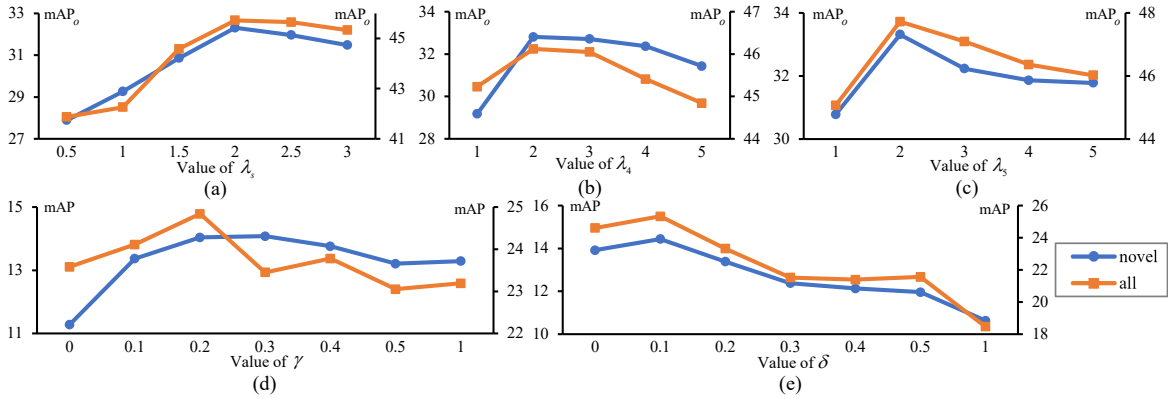 mAPₒ mAPₒ
33
31
29
27
45
43
41
0.5 1 1.5 2 2.5 3
Value of λₛ
(a)
mAPₒ mAPₒ
34
32
30
28
47
46
45
44
1 2 3 4 5
Value of λ₄
(b)
mAPₒ mAPₒ
34
32
30
48
46
44
1 2 3 4 5
Value of λ₅
(c)
mAP mAP
15
13
11
25
24
23
22
0 0.1 0.2 0.3 0.4 0.5 1
Value of γ
(d)
mAP mAP
16
14
12
10
26
24
22
20
18
0 0.1 0.2 0.3 0.4 0.5 1
Value of δ
(e)
novel
all